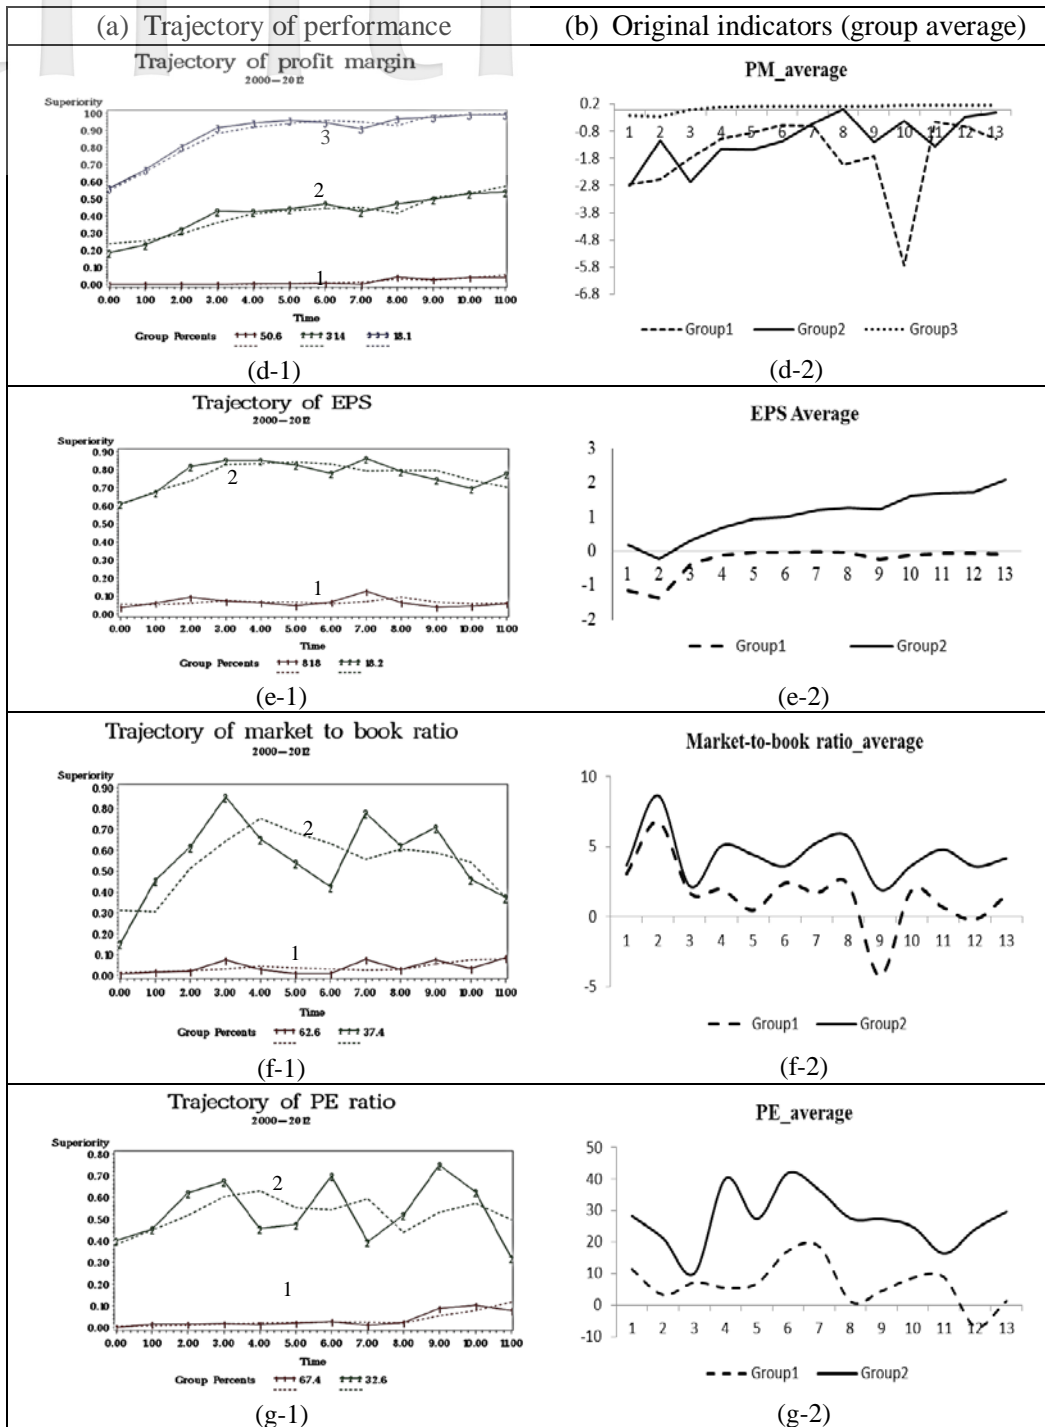 (a) Trajectory of performance
(b) Original indicators (group average)
Trajectory of profit margin
2000—2012
Superiority
100
0.90
0.80
0.70
0.60
0.50
0.40
0.30
0.20
0.10
0.00
3
2
1
0.00 1.00 2.00 3.00 4.00 5.00 6.00 7.00 8.00 9.00 10.00 11.00
Time
Group Percents 50.6 314 18.1
(d-1)
PM_average
0.2
-0.8
-1.8
-2.8
-3.8
-4.8
-5.8
-6.8
1 2 3 4 5 6 7 8 9 10 11 12 13
Group1 Group2 Group3
(d-2)
Trajectory of EPS
2000—2012
Superiority
0.90
0.80
0.70
0.60
0.50
0.40
0.30
0.20
0.10
0.00
2
1
0.00 1.00 2.00 3.00 4.00 5.00 6.00 7.00 8.00 9.00 10.00 11.00
Time
Group Percents 818 18.2
(e-1)
EPS Average
3
2
1
0
-1
-2
1 2 3 4 5 6 7 8 9 10 11 12 13
Group1 Group2
(e-2)
Trajectory of market to book ratio
2000—2012
Superiority
0.90
0.80
0.70
0.60
0.50
0.40
0.30
0.20
0.10
0.00
2
1
0.00 1.00 2.00 3.00 4.00 5.00 6.00 7.00 8.00 9.00 10.00 11.00
Time
Group Percents 62.6 37.4
(f-1)
Market-to-book ratio_average
10
5
0
-5
1 2 3 4 5 6 7 8 9 10 11 12 13
Group1 Group2
(f-2)
Trajectory of PE ratio
2000—2012
Superiority
0.80
0.70
0.60
0.50
0.40
0.30
0.20
0.10
0.00
2
1
0.00 1.00 2.00 3.00 4.00 5.00 6.00 7.00 8.00 9.00 10.00 11.00
Time
Group Percents 67.4 32.6
(g-1)
PE_average
50
40
30
20
10
0
-10
1 2 3 4 5 6 7 8 9 10 11 12 13
Group1 Group2
(g-2)